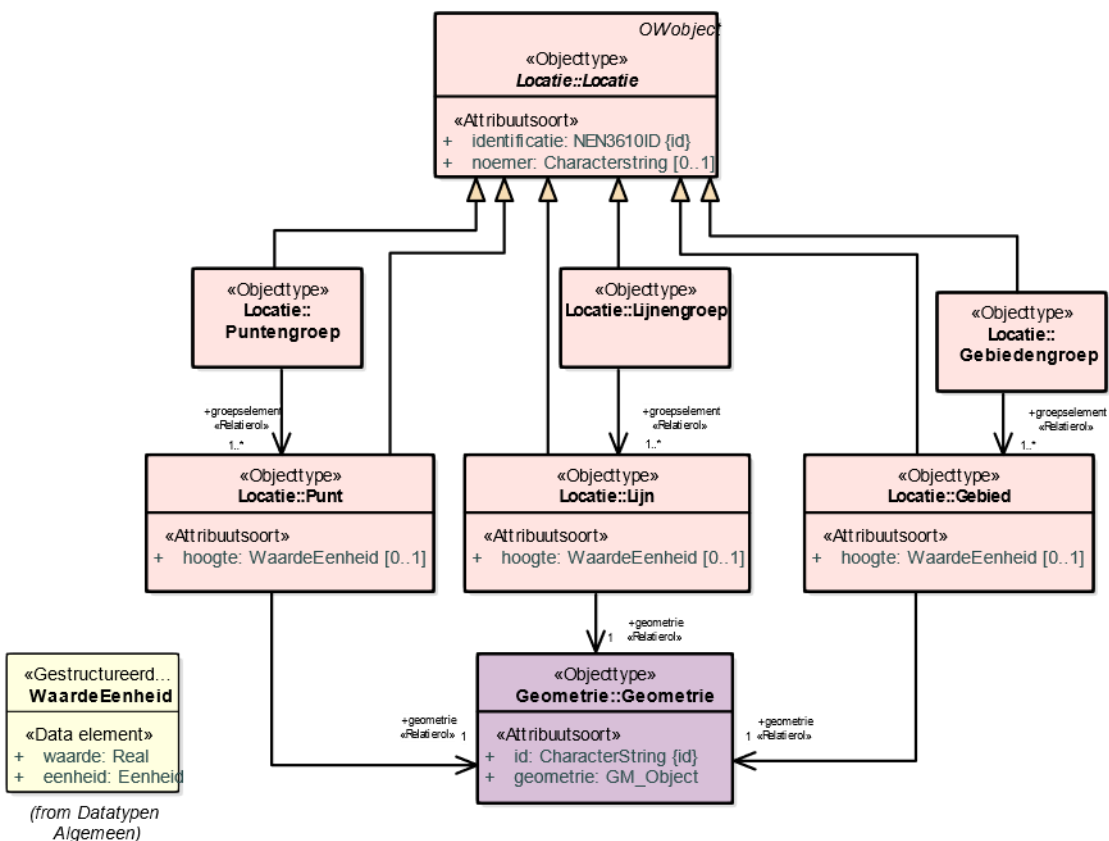 OWobject
«Objecttype»
Locatie::Locatie
«Attribuutsoort»
+ identificatie: NEN3610ID {id}
+ noemer: Characterstring [0..1]
«Objecttype»
Locatie::
Puntengroep
«Objecttype»
Locatie::Lijnengroep
«Objecttype»
Locatie::
Gebiedengroep
+groepselement
«Relatierol»
1..*
+groepselement
«Relatierol»
1..*
+groepselement
«Relatierol»
1..*
«Objecttype»
Locatie::Punt
«Attribuutsoort»
+ hoogte: WaardeEenheid [0..1]
«Objecttype»
Locatie::Lijn
«Attribuutsoort»
+ hoogte: WaardeEenheid [0..1]
«Objecttype»
Locatie::Gebied
«Attribuutsoort»
+ hoogte: WaardeEenheid [0..1]
+geometrie
«Relatierol»
1
«Gestructureerd...
WaardeEenheid
«Data element»
+ waarde: Real
+ eenheid: Eenheid
(from Datatypen
Algemeen)
+geometrie
«Relatierol» 1
«Objecttype»
Geometrie::Geometrie
«Attribuutsoort»
+ id: CharacterString {id}
+ geometrie: GM_Object
+geometrie
1 «Relatierol»